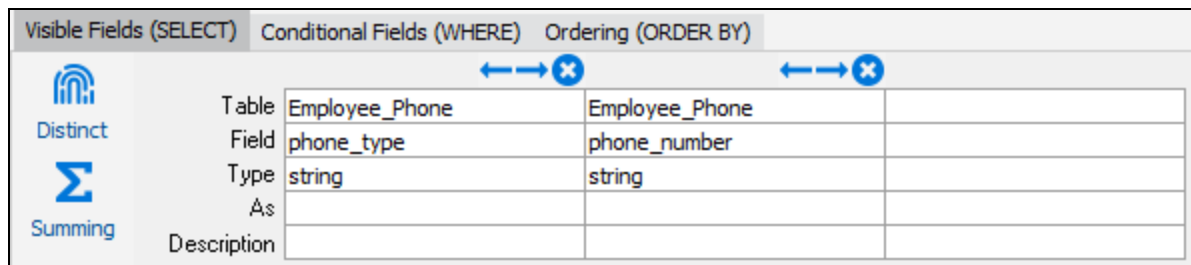 Visible Fields (SELECT) Conditional Fields (WHERE) Ordering (ORDER BY)
Distinct
Summing
Table Employee_Phone Employee_Phone
Field phone_type phone_number
Type string string
As
Description